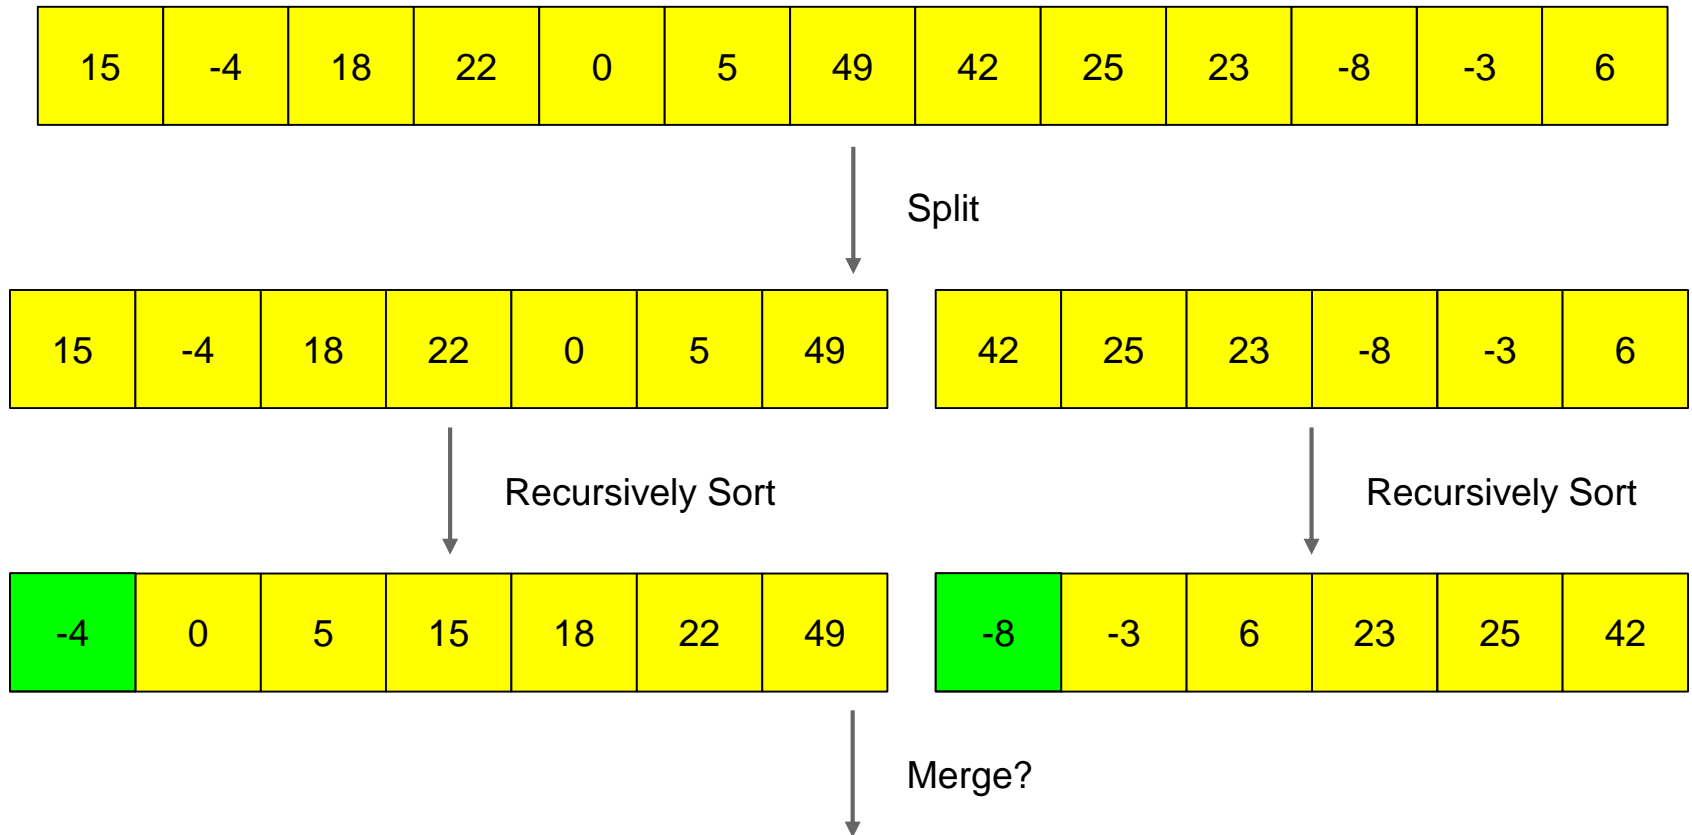 15 -4 18 22 0 5 49 42 25 23 -8 -3 6
Split
15 -4 18 22 0 5 49 42 25 23 -8 -3 6
Recursively Sort Recursively Sort
-4 0 5 15 18 22 49 -8 -3 6 23 25 42
Merge?